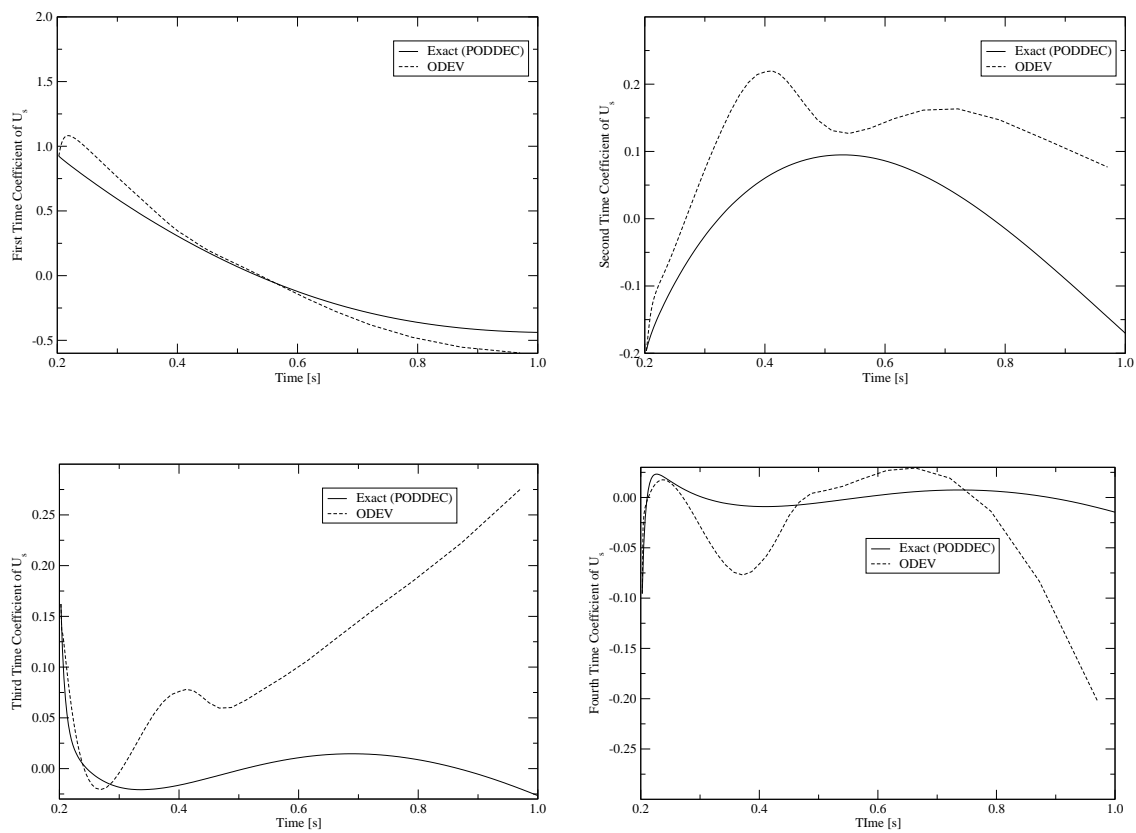 2.0
1.5
1.0
0.5
0.0
-0.5
First Time Coefficient of U_s
Exact (PODDEC)
ODEV
0.2
0.4
0.6
0.8
1.0
Time [s]
0.2
0.1
0.0
-0.1
-0.2
Second Time Coefficient of U_s
Exact (PODDEC)
ODEV
0.2
0.4
0.6
0.8
1.0
Time [s]
0.25
0.20
0.15
0.10
0.05
0.00
Third Time Coefficient of U_s
Exact (PODDEC)
ODEV
0.2
0.4
0.6
0.8
1.0
Time [s]
0.00
-0.05
-0.10
-0.15
-0.20
-0.25
Fourth Time Coefficient of U_s
Exact (PODDEC)
ODEV
0.2
0.4
0.6
0.8
1.0
TIme [s]